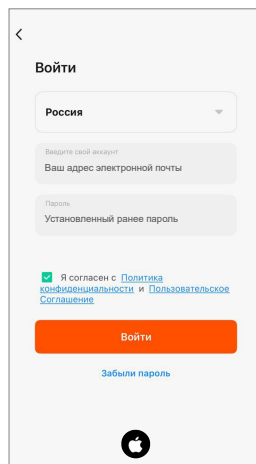 Войти
Россия
Введите свой аккаунт
Ваш адрес электронной почты
Пароль
Установленный ранее пароль
Я согласен с Политика
конфиденциальности и Пользовательское
Соглашение
Войти
Забыли пароль